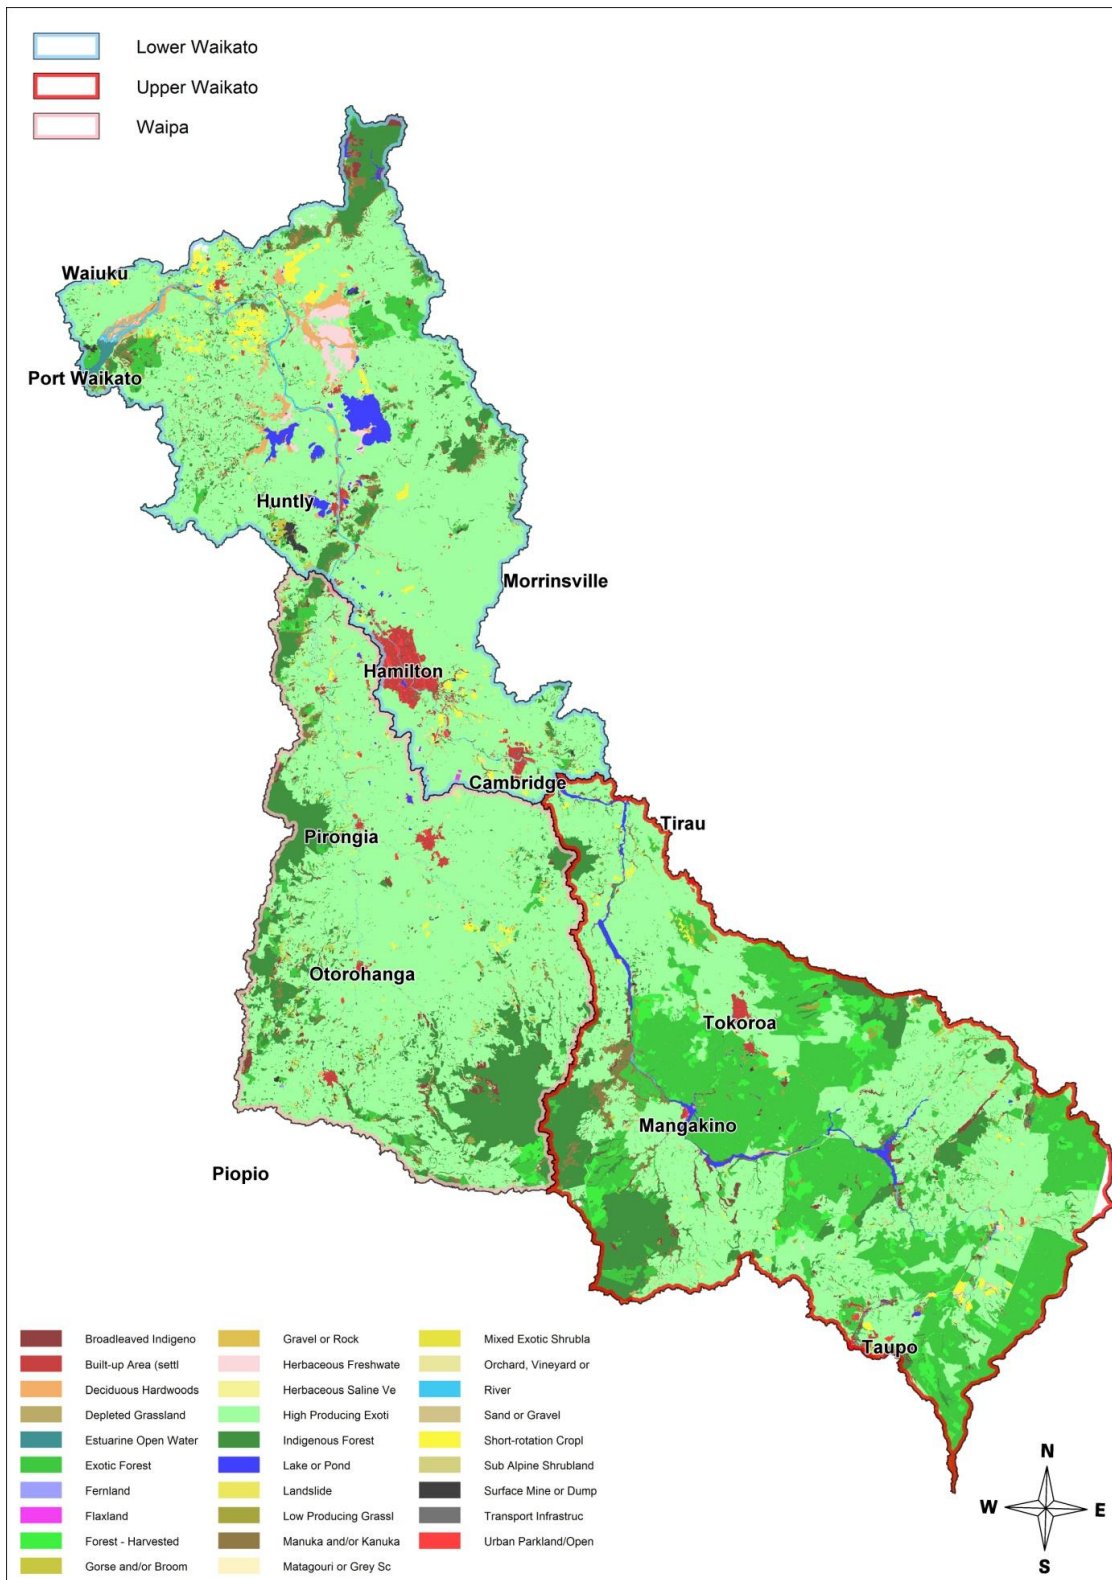 Lower Waikato
Upper Waikato
Waipa
Waiuku
Port Waikato
Huntly
Morrinsville
Hamilton
Cambridge
Tirau
Pirongia
Otorohanga
Tokoroa
Mangakino
Piopio
Taupo
Broadleaved Indigeno
Built-up Area (settl
Deciduous Hardwoods
Depleted Grassland
Estuarine Open Water
Exotic Forest
Fernland
Flaxland
Forest - Harvested
Gorse and/or Broom
Gravel or Rock
Herbaceous Freshwate
Herbaceous Saline Ve
High Producing Exoti
Indigenous Forest
Lake or Pond
Landslide
Low Producing Grassl
Manuka and/or Kanuka
Matagouri or Grey Sc
Mixed Exotic Shrubla
Orchard, Vineyard or
River
Sand or Gravel
Short-rotation Cropl
Sub Alpine Shrubland
Surface Mine or Dump
Transport Infrastruc
Urban Parkland/Open
N
W E
S